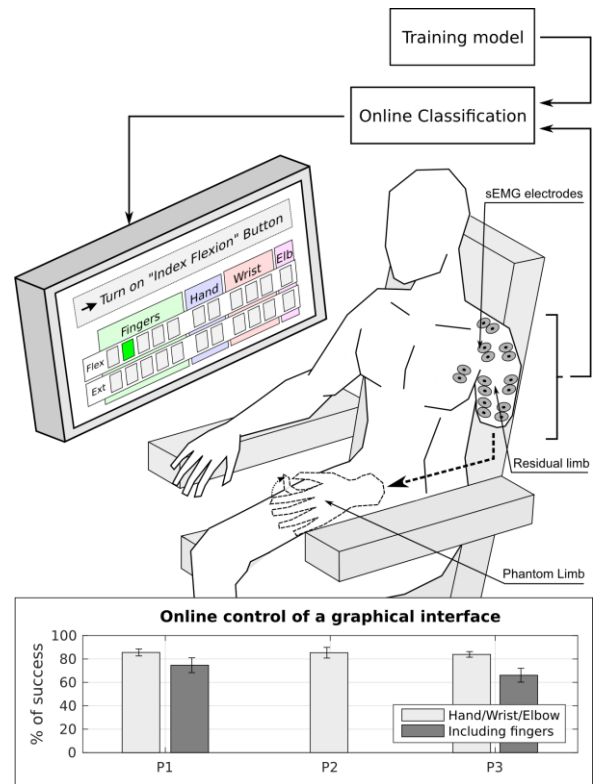 Training model
Online Classification
sEMG electrodes
Turn on "Index Flexion" Button
Fingers Hand Wrist Elb
Flex
Ext
Residual limb
Phantom Limb
Online control of a graphical interface
% of success
100
80
60
40
20
0
Hand/Wrist/Elbow
Including fingers
P1 P2 P3